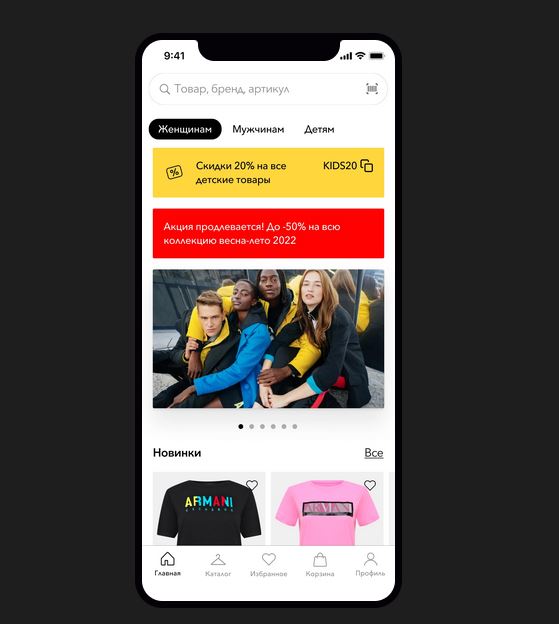 9:41
Товар, бренд, артикул
Женщинам Мужчинам Детям
Скидки 20% на все KIDS20
детские товары
Акция продлевается! До -50% на всю
коллекцию весна-лето 2022
Новинки Все
ARMANI
ARMANI
Главная Каталог Избранное Корзина Профиль